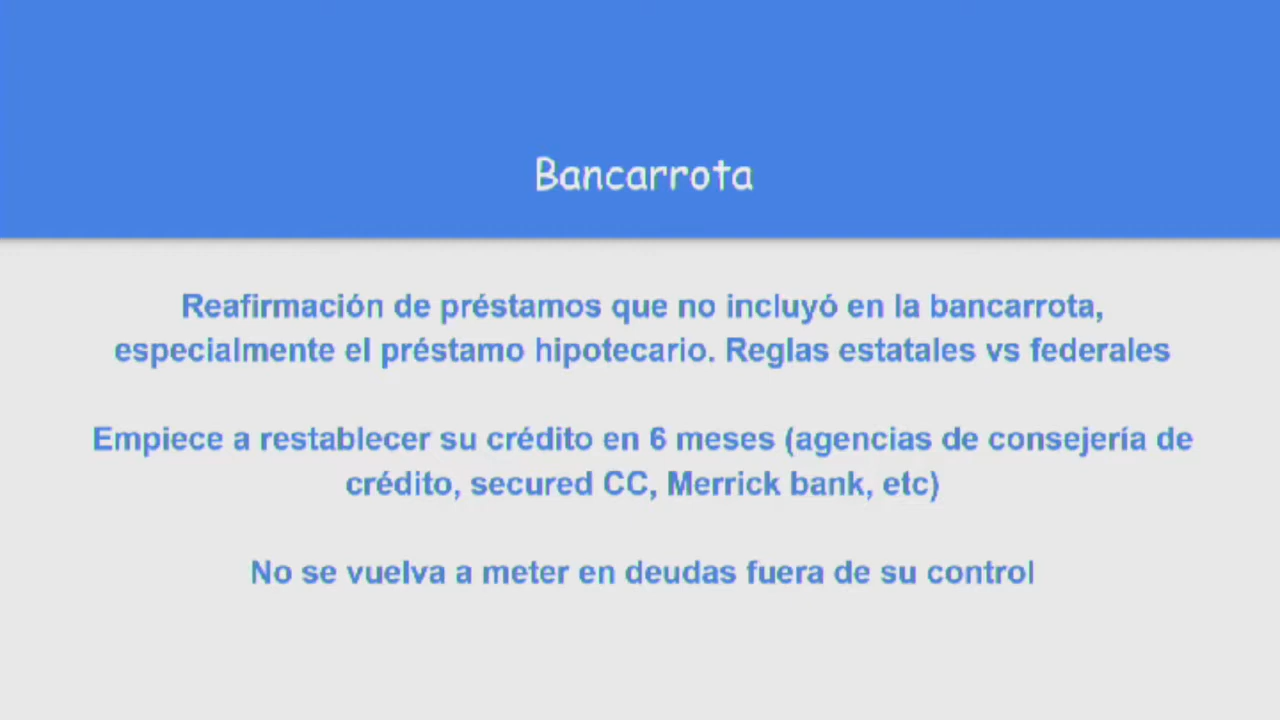 Bancarrota
Reafirmación de préstamos que no incluyó en la bancarrota,
especialmente el préstamo hipotecario. Reglas estatales vs federales
Empiece a restablecer su crédito en 6 meses (agencias de consejería de
crédito, secured CC, Merrick bank, etc)
No se vuelva a meter en deudas fuera de su control